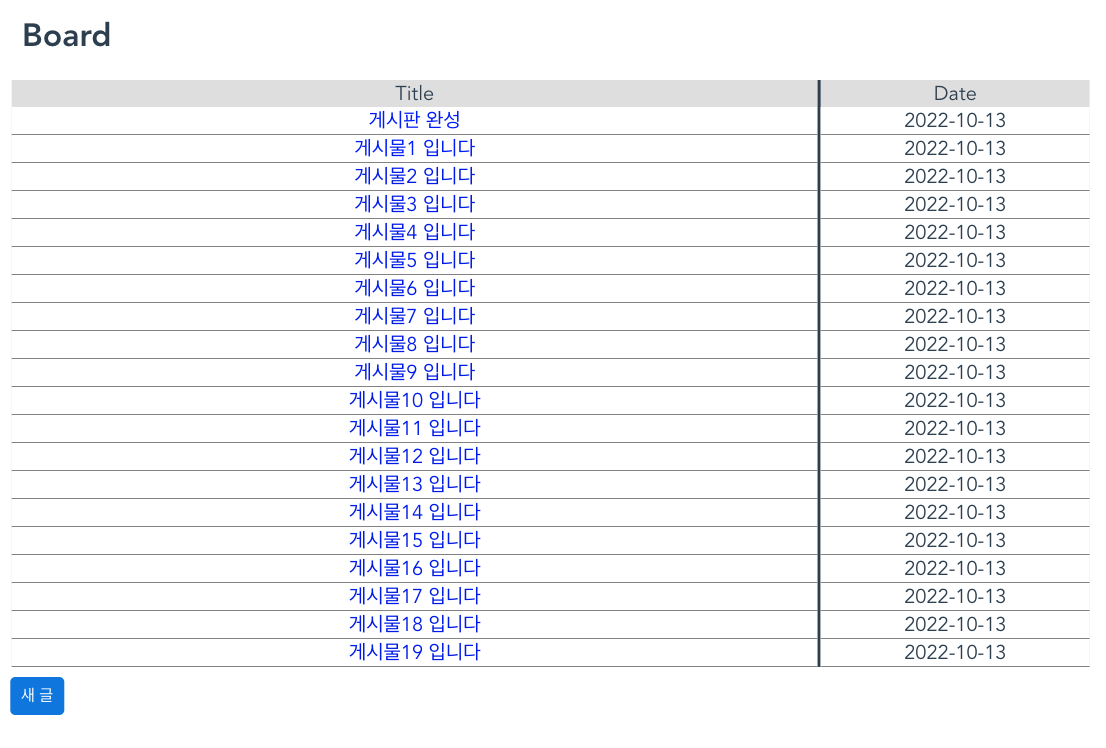 Board
Title Date
게시판 완성 2022-10-13
게시물1 입니다 2022-10-13
게시물2 입니다 2022-10-13
게시물3 입니다 2022-10-13
게시물4 입니다 2022-10-13
게시물5 입니다 2022-10-13
게시물6 입니다 2022-10-13
게시물7 입니다 2022-10-13
게시물8 입니다 2022-10-13
게시물9 입니다 2022-10-13
게시물10 입니다 2022-10-13
게시물11 입니다 2022-10-13
게시물12 입니다 2022-10-13
게시물13 입니다 2022-10-13
게시물14 입니다 2022-10-13
게시물15 입니다 2022-10-13
게시물16 입니다 2022-10-13
게시물17 입니다 2022-10-13
게시물18 입니다 2022-10-13
게시물19 입니다 2022-10-13
새 글